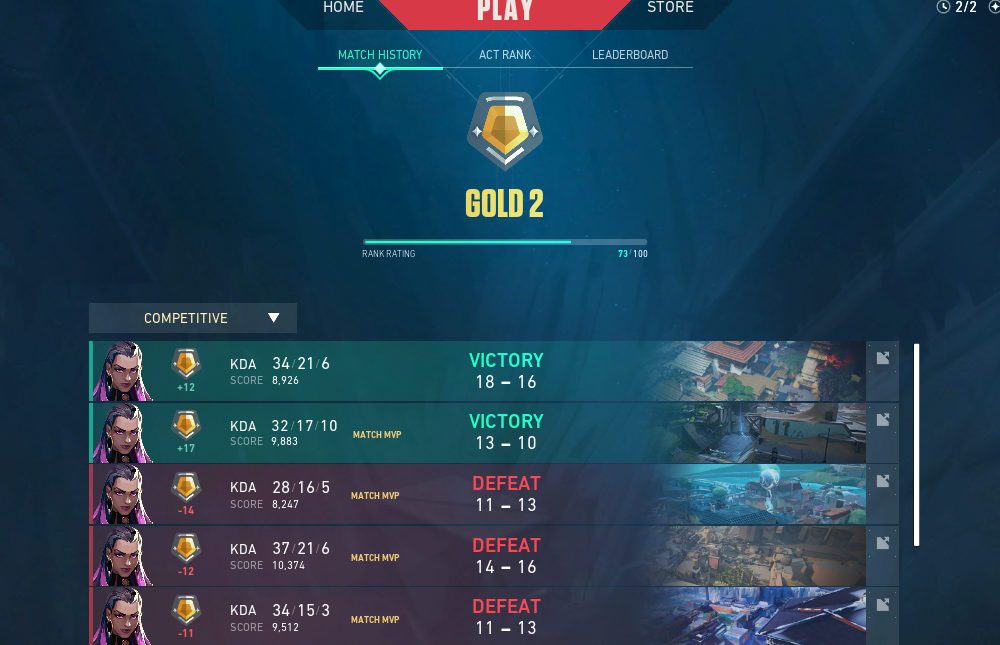 HOME PLAY STORE 2/2
MATCH HISTORY ACT RANK LEADERBOARD
GOLD 2
RANK RATING 73/100
COMPETITIVE
KDA 34/21/6 VICTORY
+12 SCORE 8,926 18 – 16
KDA 32/17/10 MATCH MVP VICTORY
+17 SCORE 9,883 13 – 10
KDA 28/16/5 MATCH MVP DEFEAT
-14 SCORE 8,247 11 – 13
KDA 37/21/6 MATCH MVP DEFEAT
-12 SCORE 10,374 14 – 16
KDA 34/15/3 MATCH MVP DEFEAT
-11 SCORE 9,512 11 – 13